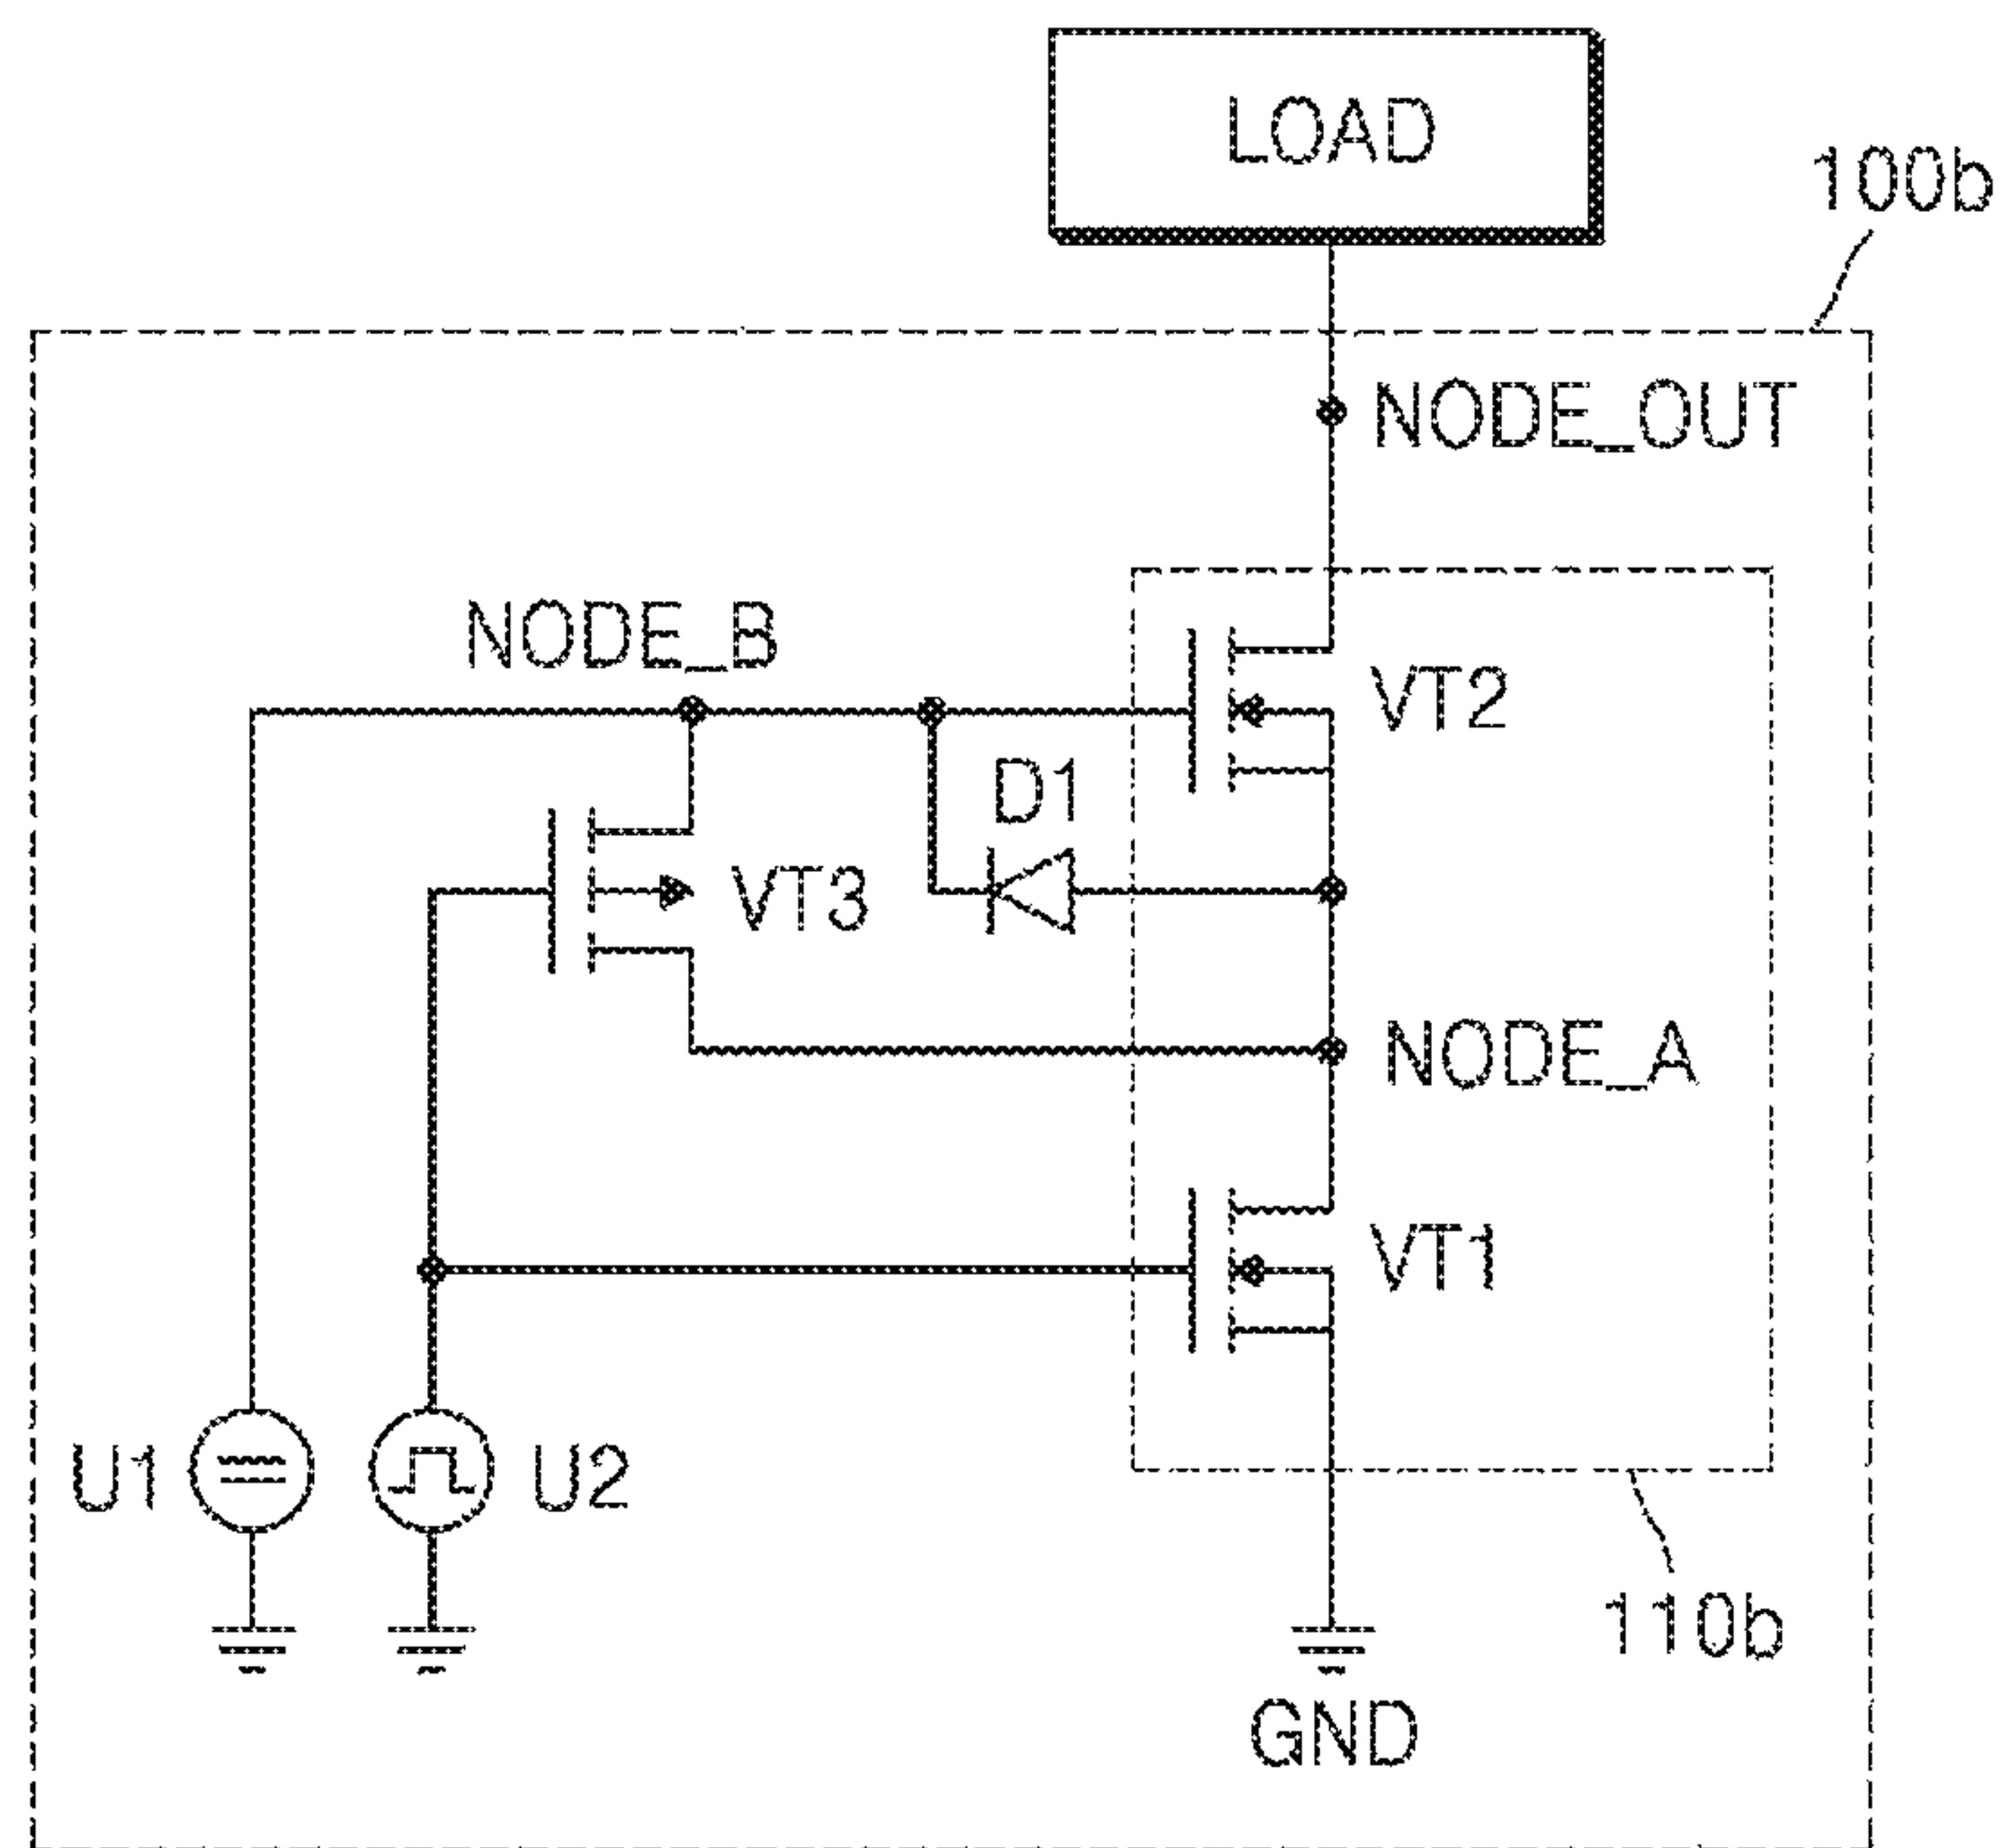 LOAD
100b
NODE_OUT
NODE_B
VT2
D1
VT3
NODE_A
VT1
U1
U2
110b
GND